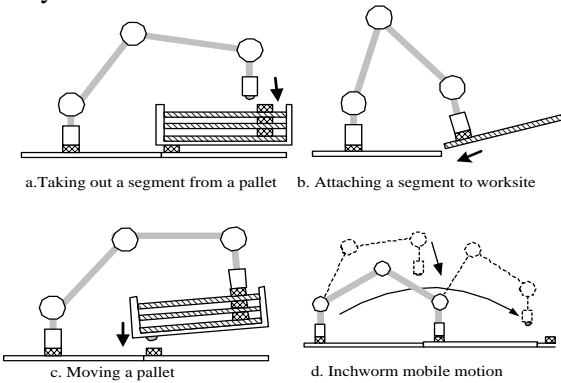 a.Taking out a segment from a pallet
b. Attaching a segment to worksite
c. Moving a pallet
d. Inchworm mobile motion